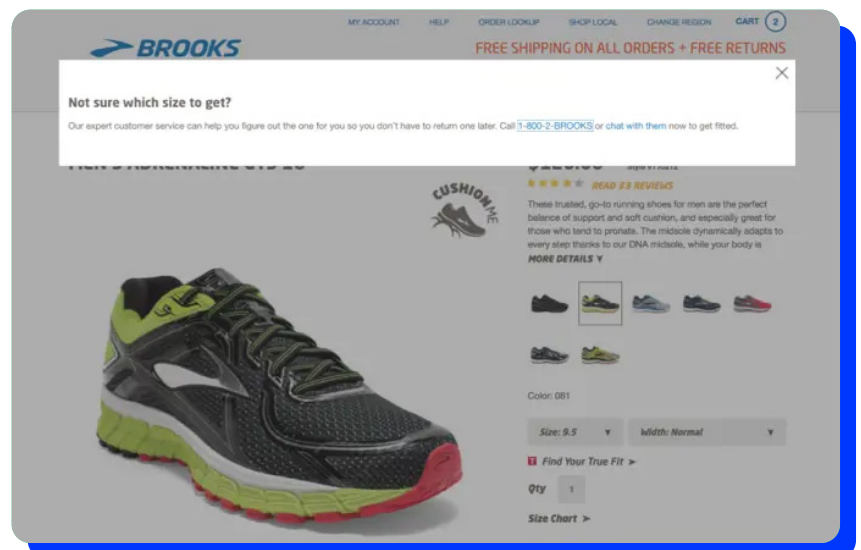 MY ACCOUNT HELP ORDER LOOKUP SHOP LOCAL CHANGE REGION CART 2
BROOKS
FREE SHIPPING ON ALL ORDERS + FREE RETURNS
Not sure which size to get?
Our expert customer service can help you figure out the one for you so you don't have to return one later. Call 1-800-2-BROOKS or chat with them now to get fitted.
MEN'S ADRENALINE GTS 16
CUSHION ME
READ 33 REVIEWS
These trusted, go-to running shoes for men are the perfect
balance of support and soft cushion, and especially great for
those who tend to pronate. The midsole dynamically adapts to
every step thanks to our DNA midsole, while your body is
MORE DETAILS
Color: 081
Size: 9.5 Width: Normal
Find Your True Fit >
Qty 1
Size Chart >